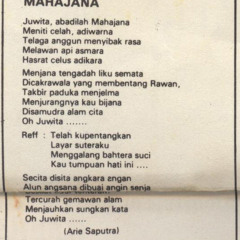 MAHAJANA
Juwita, abadilah Mahajana
Meniti celah, adiwarna
Telaga anggun menyibak rasa
Melawan api asmara
Hasrat celus adikara
Menjana tengadah liku semata
Dicakrawala yang membentang Rawan,
Takbir paduka menjelma
Menjurangnya kau bijana
Disamudra alam cita
Oh Juwita .......
Reff : Telah kupentangkan
Layar suteraku
Menggalang bahtera suci
Kau tumpuan hati ini ....
Secita disita angkara angan
Alun angsana dibuai angin senja
Tercurah gemawan alam
Menjauhkan sungkan kata
Oh Juwita ......
(Arie Saputra)